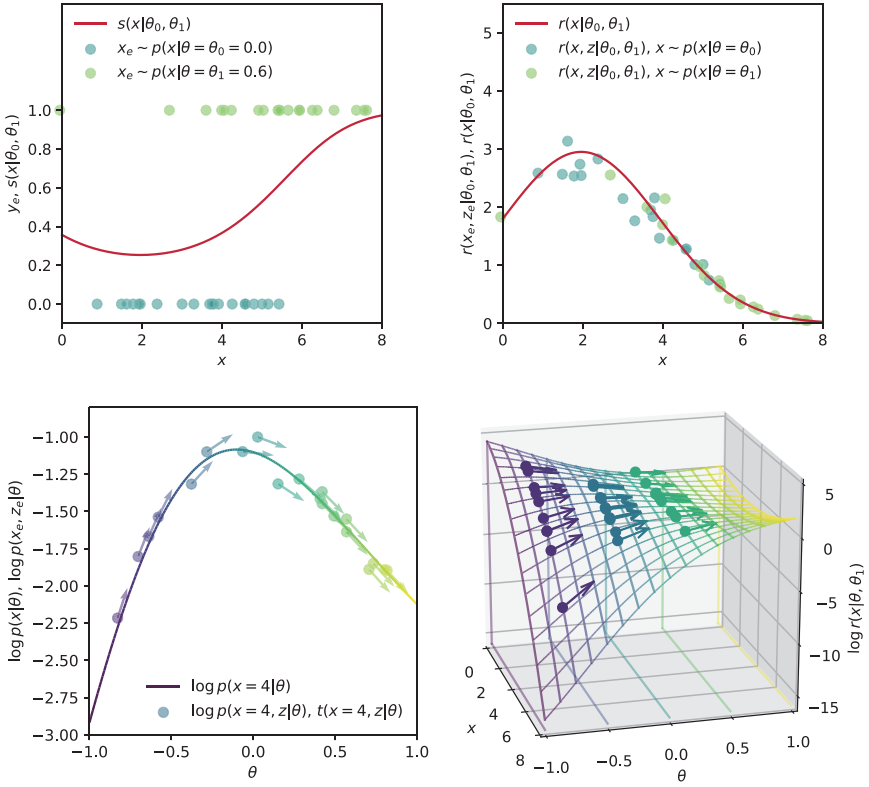 s(x|θ₀, θ₁)
xₑ ~ p(x|θ = θ₀ = 0.0)
xₑ ~ p(x|θ = θ₁ = 0.6)
yₑ, s(x|θ₀, θ₁)
1.0
0.8
0.6
0.4
0.2
0.0
0 2 4 6 8
x
r(x|θ₀, θ₁)
r(x, z|θ₀, θ₁), x ~ p(x|θ = θ₀)
r(x, z|θ₀, θ₁), x ~ p(x|θ = θ₁)
r(xₑ, zₑ|θ₀, θ₁), r(x|θ₀, θ₁)
5
4
3
2
1
0
0 2 4 6 8
x
log p(x|θ), log p(xₑ, zₑ|θ)
−1.00
−1.25
−1.50
−1.75
−2.00
−2.25
−2.50
−2.75
−3.00
log p(x = 4|θ)
log p(x = 4, z|θ), t(x = 4, z|θ)
−1.0 −0.5 0.0 0.5 1.0
θ
5
0
−5
−10
−15
log r(x|θ, θ₁)
0
2
4
6
8
x
−1.0 −0.5 0.0 0.5 1.0
θ